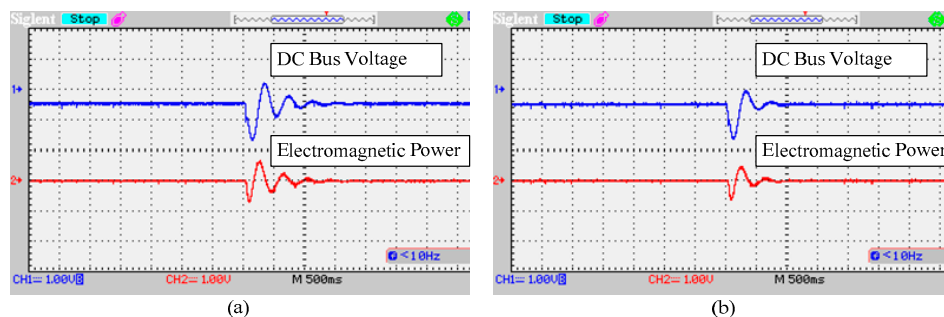 Siglent Stop
DC Bus Voltage
1
Electromagnetic Power
2
<10Hz
CH1= 1.00V B CH2= 1.00V M 500ms
(a)
Siglent Stop
DC Bus Voltage
1
Electromagnetic Power
2
<10Hz
CH1= 1.00V B CH2= 1.00V M 500ms
(b)